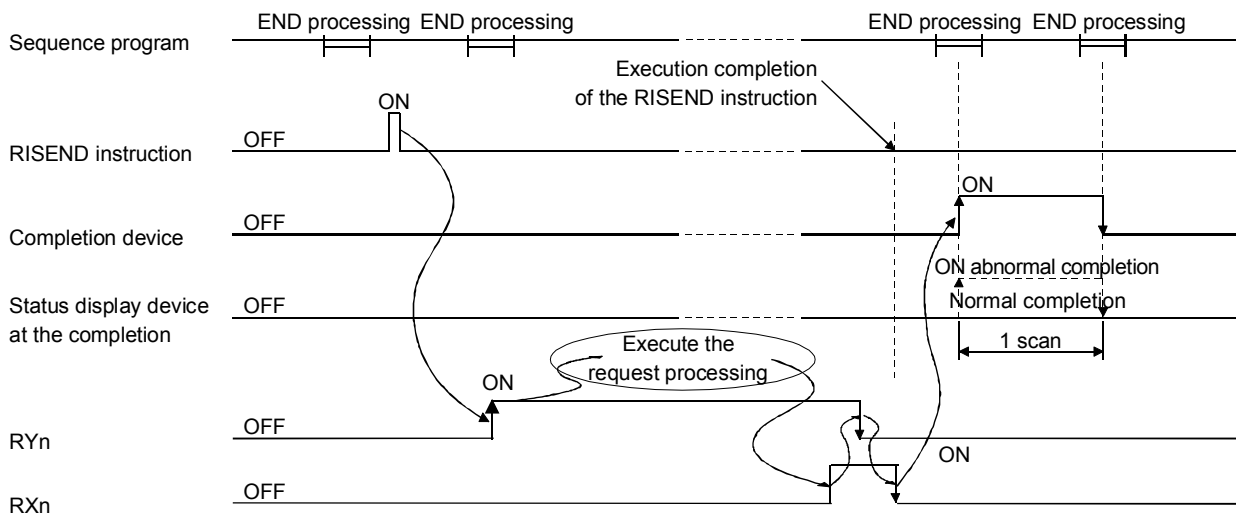 END processing END processing END processing END processing
Sequence program
Execution completion
of the RISEND instruction
ON
OFF
RISEND instruction
ON
OFF
Completion device
ON abnormal completion
Status display device
at the completion
OFF
Normal completion
1 scan
Execute the
request processing
ON
OFF
RYn
ON
OFF
RXn